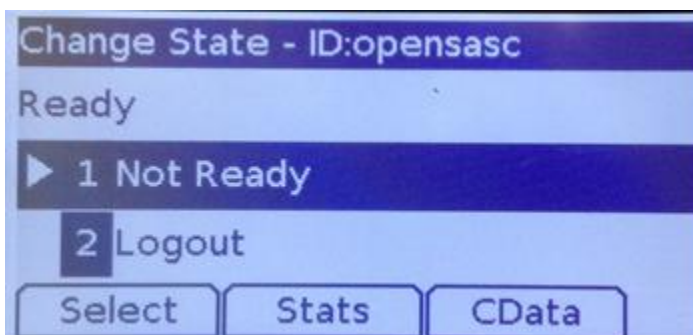 Change State - ID:opensasc
Ready
1 Not Ready
2 Logout
Select Stats CData